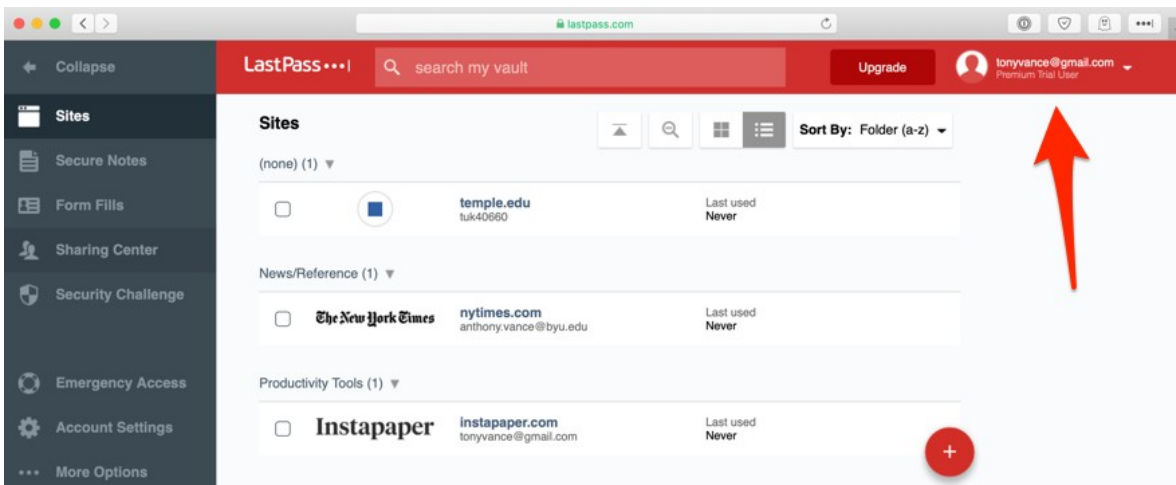 lastpass.com
Collapse
LastPass •••|
search my vault
Upgrade
tonyvance@gmail.com
Premium Trial User
Sites
Secure Notes
Form Fills
Sharing Center
Security Challenge
Emergency Access
Account Settings
More Options
Sites
Sort By: Folder (a-z)
(none) (1)
temple.edu
tuk40660
Last used
Never
News/Reference (1)
The New York Times
nytimes.com
anthony.vance@byu.edu
Last used
Never
Productivity Tools (1)
Instapaper
instapaper.com
tonyvance@gmail.com
Last used
Never